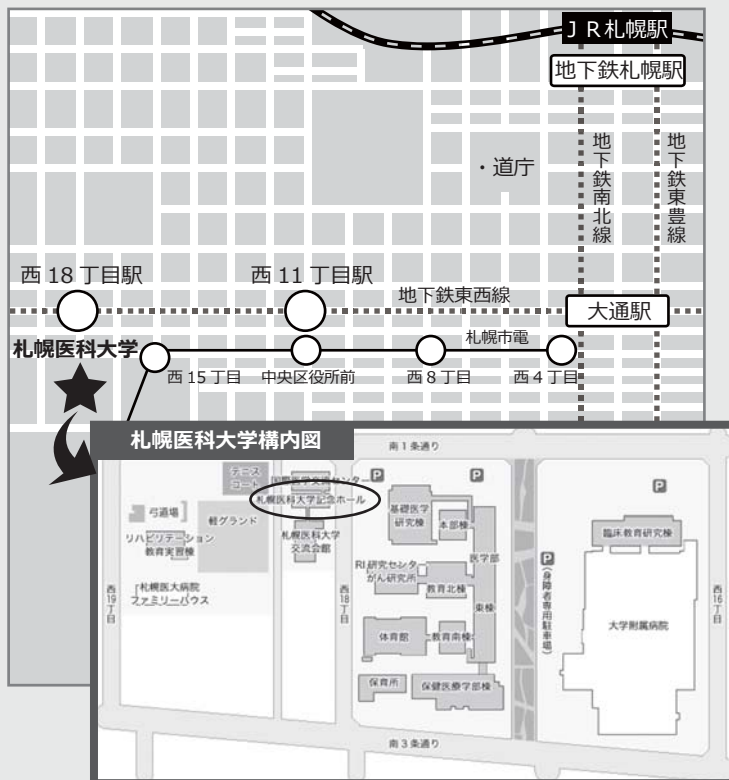 ＪＲ札幌駅
地下鉄札幌駅
・道庁
地下鉄南北線
地下鉄東豊線
西 18 丁目駅
西 11 丁目駅
地下鉄東西線
大通駅
札幌医科大学
札幌市電
西 15 丁目
中央区役所前
西 8 丁目
西 4 丁目
札幌医科大学構内図
南1条通り
テニス
コート
国際医学交流センター
P
P
P
札幌医科大学記念ホール
弓道場
軽グランド
リハビリテーション
教育実習棟
札幌医科大学
交流会館
基礎医学
研究棟
本部棟
医学部
臨床教育研究棟
RI研究センタ
がん研究所
教育北棟
東棟
P
(身障者専用駐車場)
札幌医大病院
ファミリーハウス
西19丁目
西18丁目
西16丁目
体育館
教育南棟
大学附属病院
保育所
保健医療学部棟
南3条通り